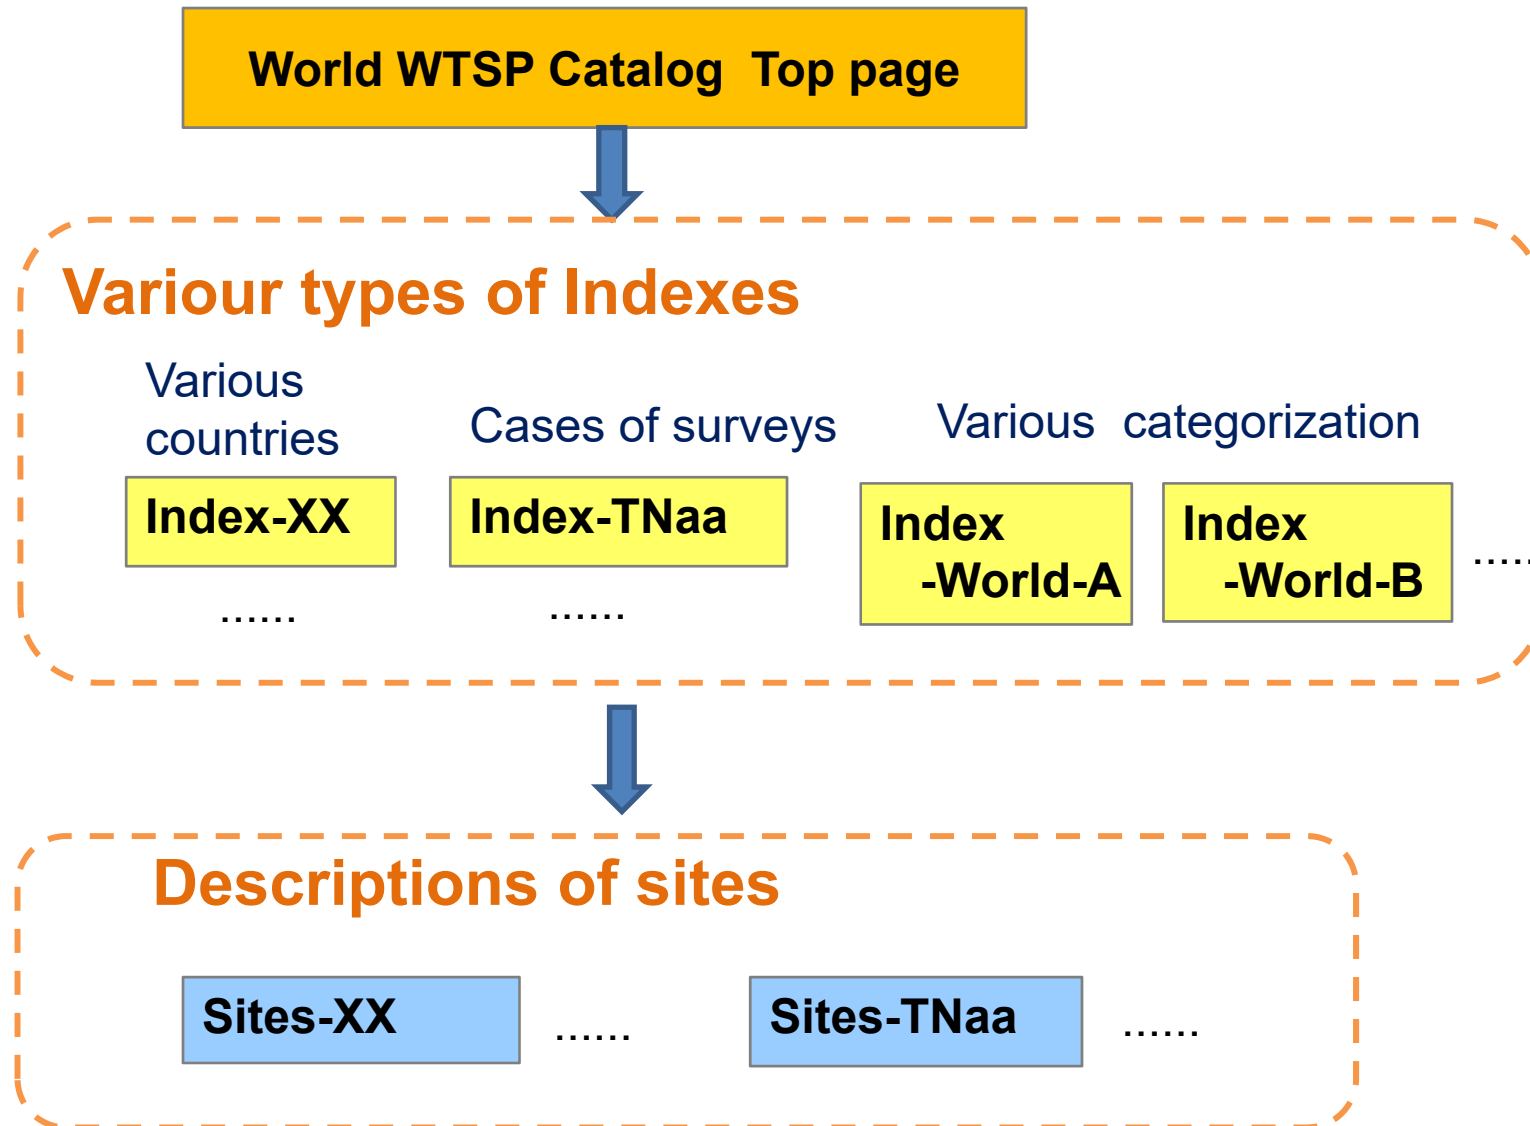 World WTSP Catalog  Top page
Variour types of Indexes
Various
countries
Cases of surveys
Various  categorization
Index-XX
Index-TNaa
Index
-World-A
Index
-World-B
......
......
......
Descriptions of sites
Sites-XX
......
Sites-TNaa
......